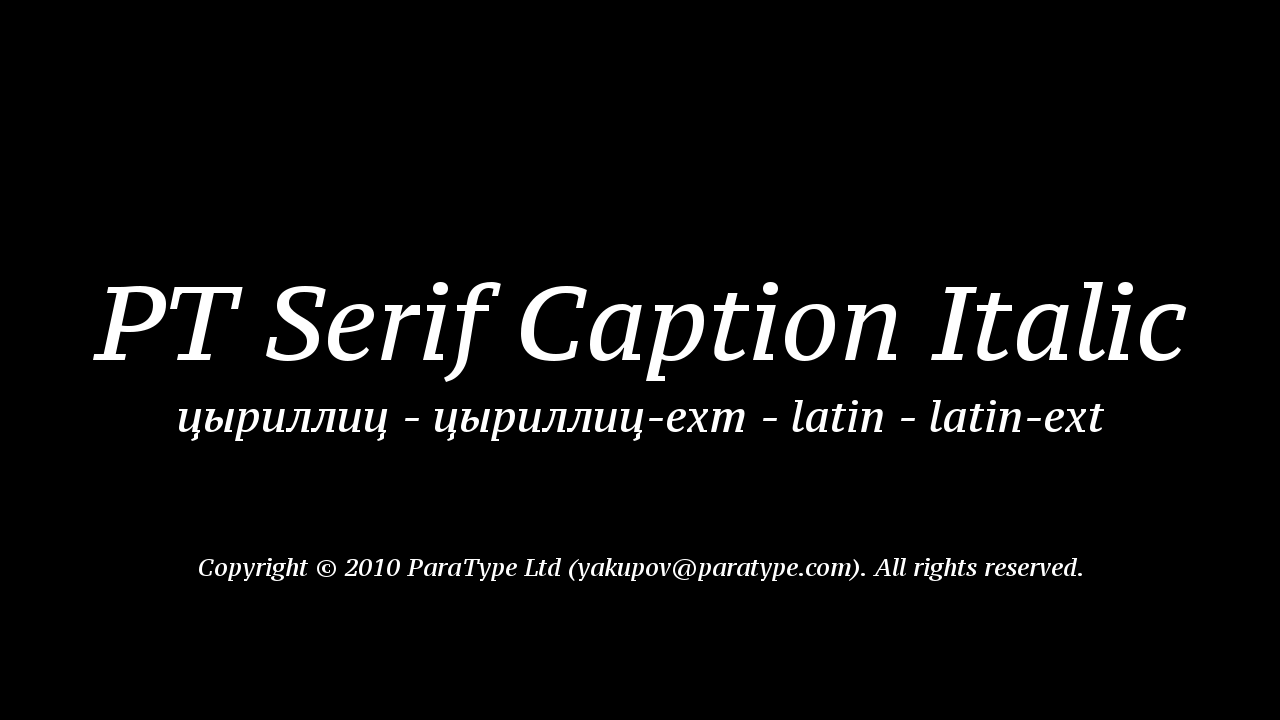 PT Serif Caption Italic
цыриллиц - цыриллиц-ехт - latin - latin-ext
Copyright © 2010 ParaType Ltd (yakupov@paratype.com). All rights reserved.